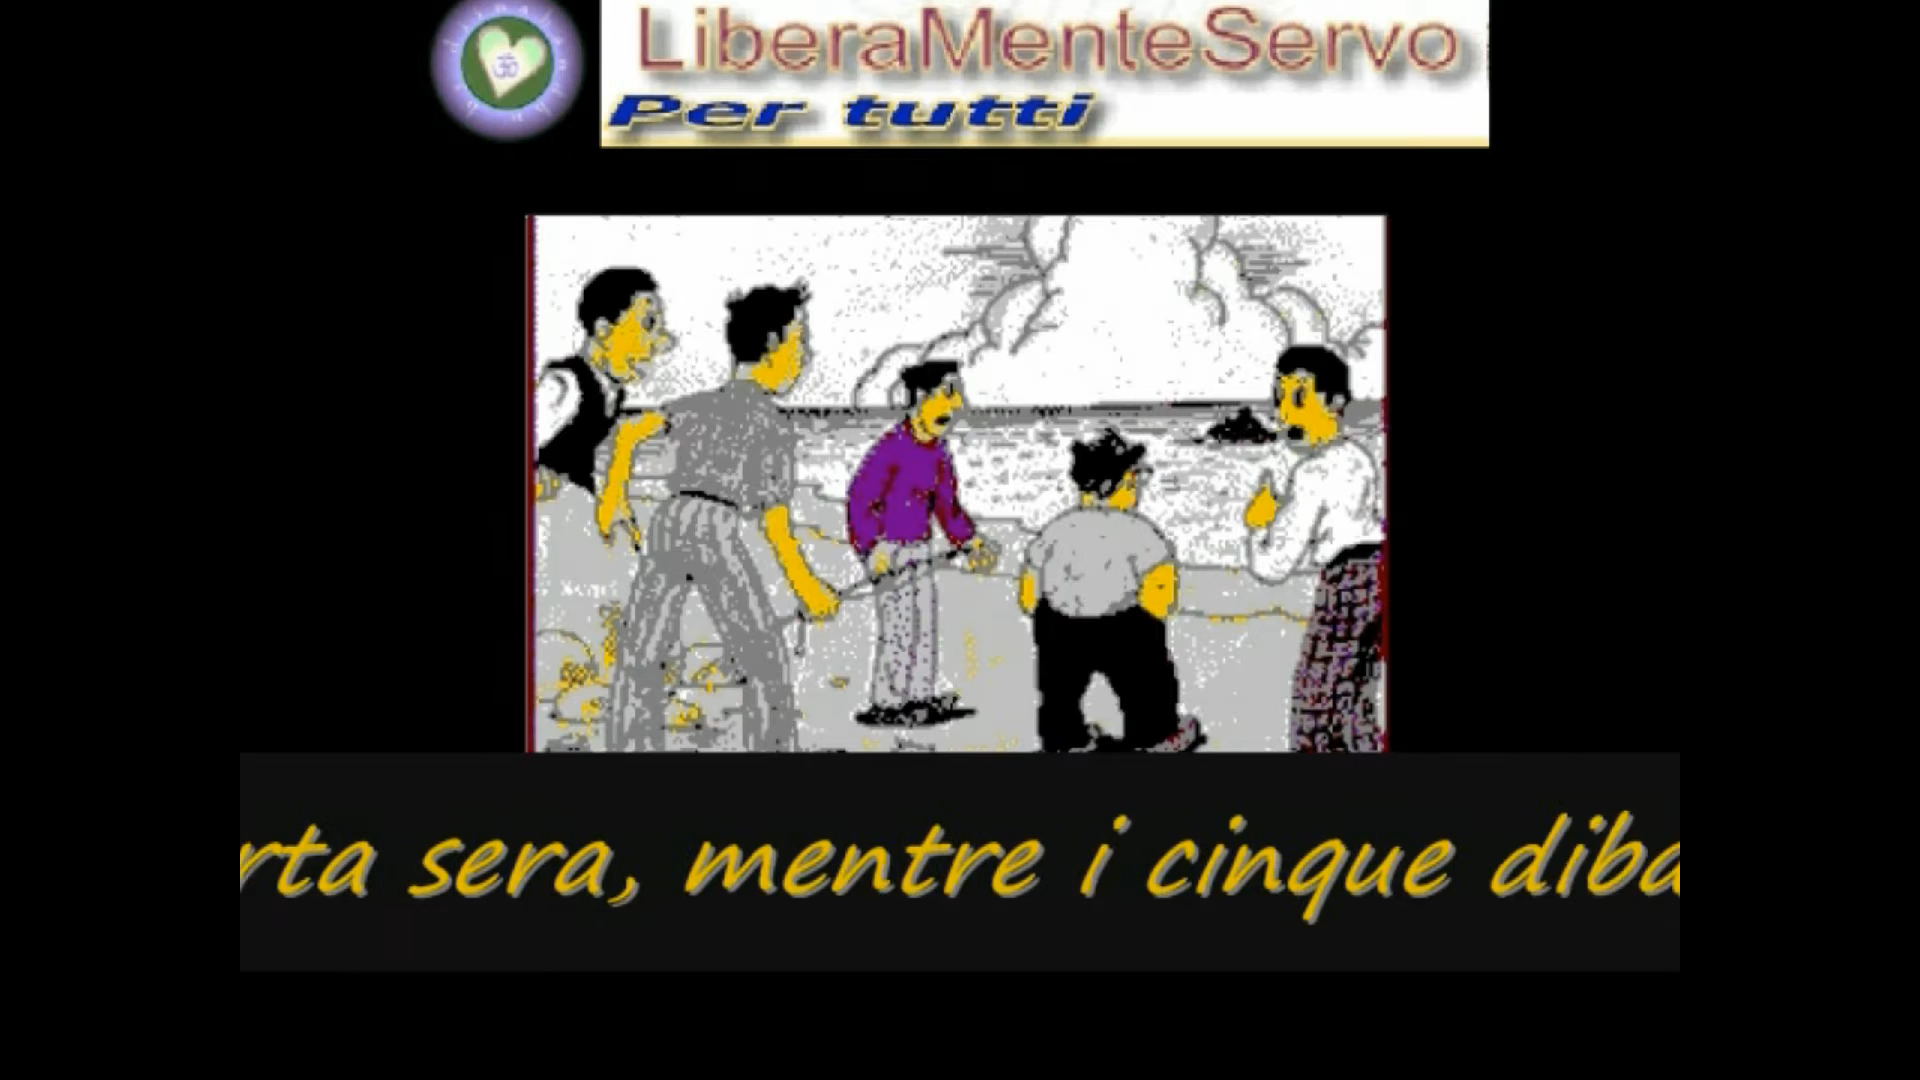 LiberaMenteServo
Per tutti
rta sera, mentre i cinque diba